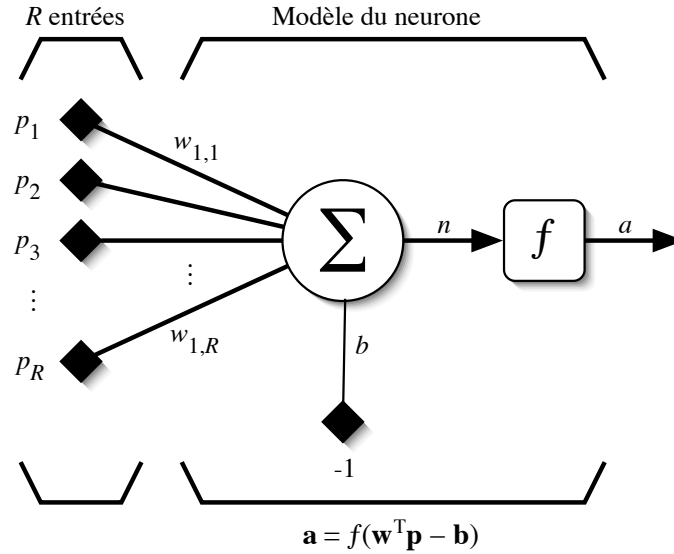 R entrées
Modèle du neurone
p1
w1,1
p2
p3
n
f
a
∑
⋮
⋮
pR
w1,R
b
-1
a = f(wTp – b)